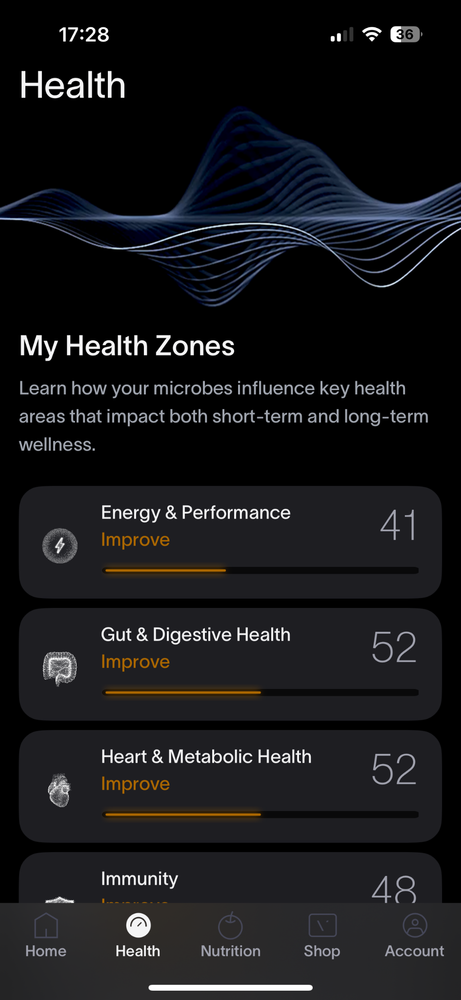 17:28
36
Health
My Health Zones
Learn how your microbes influence key health
areas that impact both short-term and long-term
wellness.
Energy & Performance
41
Improve
Gut & Digestive Health
52
Improve
Heart & Metabolic Health
52
Improve
Immunity
48
Improve
Home
Health
Nutrition
Shop
Account